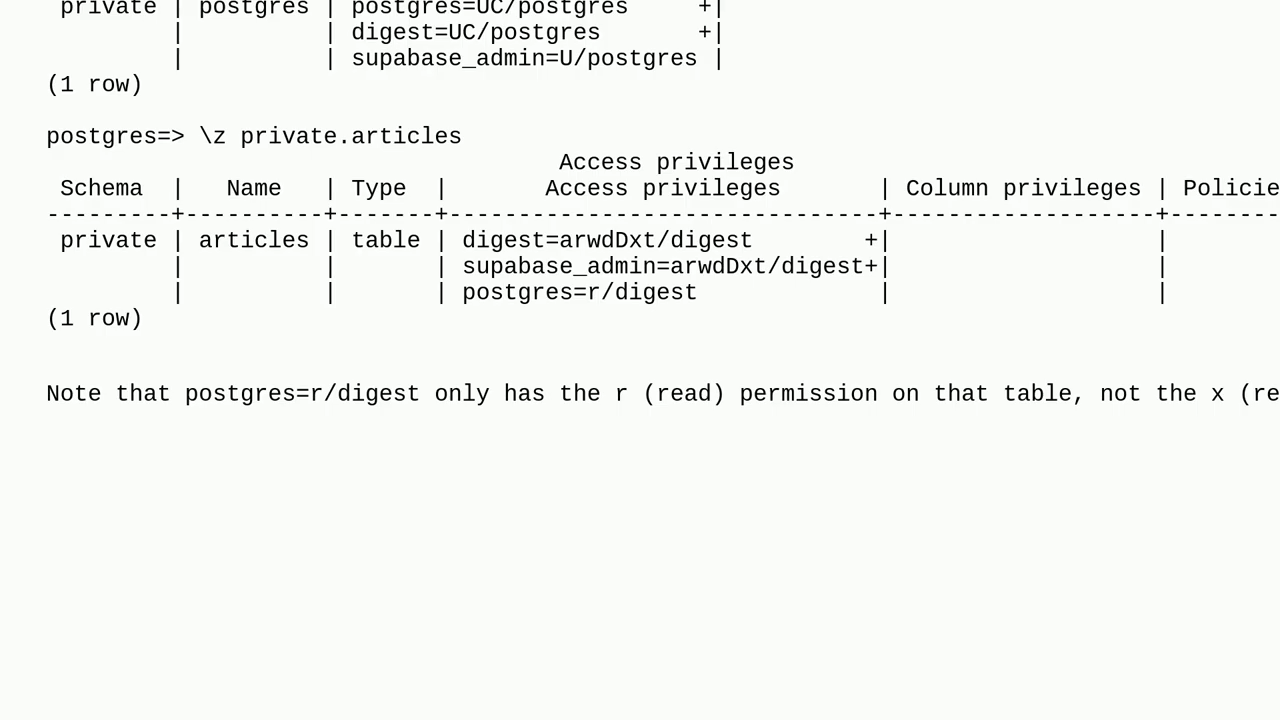 private | postgres | postgres=UC/postgres     +|
        |          | digest=UC/postgres       +|
        |          | supabase_admin=U/postgres |
(1 row)
postgres=> \z private.articles
                                     Access privileges
 Schema  |   Name   | Type  |       Access privileges       | Column privileges | Policie
---------+----------+-------+-------------------------------+-------------------+--------
 private | articles | table | digest=arwdDxt/digest        +|                   |
         |          |       | supabase_admin=arwdDxt/digest+|                   |
         |          |       | postgres=r/digest             |                   |
(1 row)
Note that postgres=r/digest only has the r (read) permission on that table, not the x (re